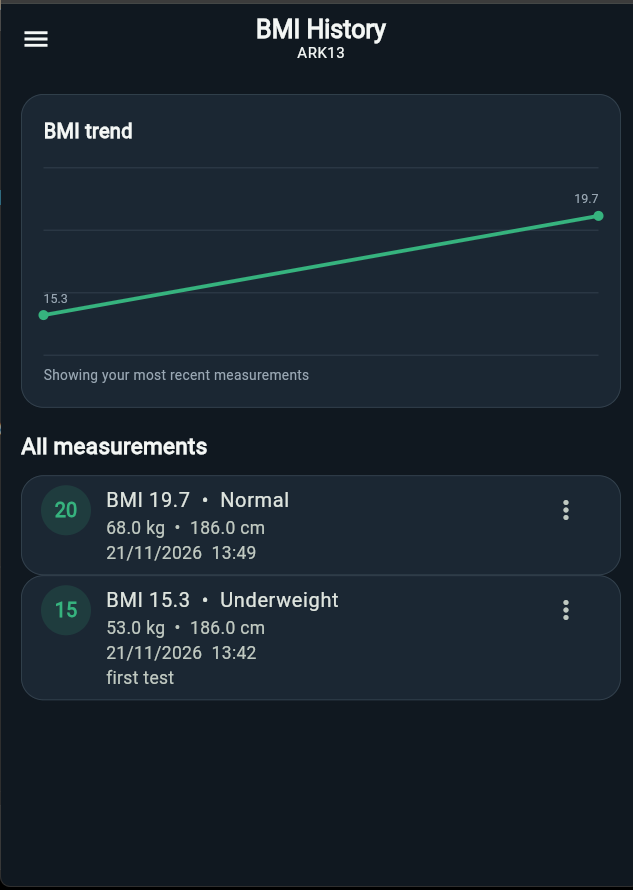 BMI History
ARK13
BMI trend
19.7
15.3
Showing your most recent measurements
All measurements
20
BMI 19.7 • Normal
68.0 kg • 186.0 cm
21/11/2026 13:49
15
BMI 15.3 • Underweight
53.0 kg • 186.0 cm
21/11/2026 13:42
first test